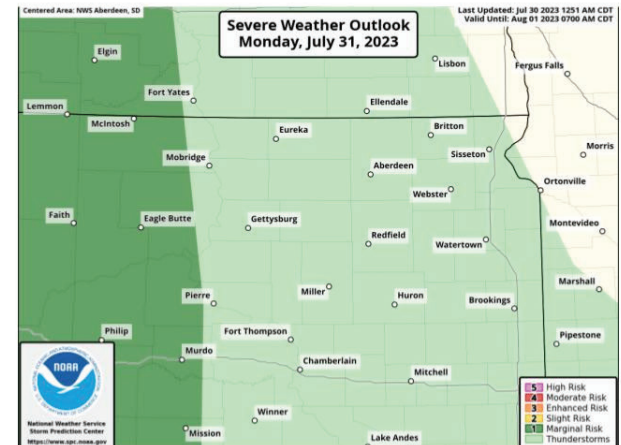 Centered Area: NWS Aberdeen, SD
Severe Weather Outlook
Monday, July 31, 2023
Last Updated: Jul 30 2023 1251 AM CDT
Valid Until: Aug 01 2023 0700 AM CDT
Elgin
Lisbon
Fergus Falls
Fort Yates
Ellendale
Lemmon
McIntosh
Eureka
Britton
Morris
Mobridge
Sisseton
Aberdeen
Webster
Ortonville
Faith
Eagle Butte
Gettysburg
Redfield
Watertown
Montevideo
Pierre
Miller
Huron
Brookings
Marshall
Philip
Fort Thompson
Pipestone
Murdo
Chamberlain
Mitchell
NOAA
National Weather Service
Storm Prediction Center
https://www.spc.noaa.gov
Winner
Mission
Lake Andes
5 High Risk
4 Moderate Risk
3 Enhanced Risk
2 Slight Risk
1 Marginal Risk
Thunderstorms